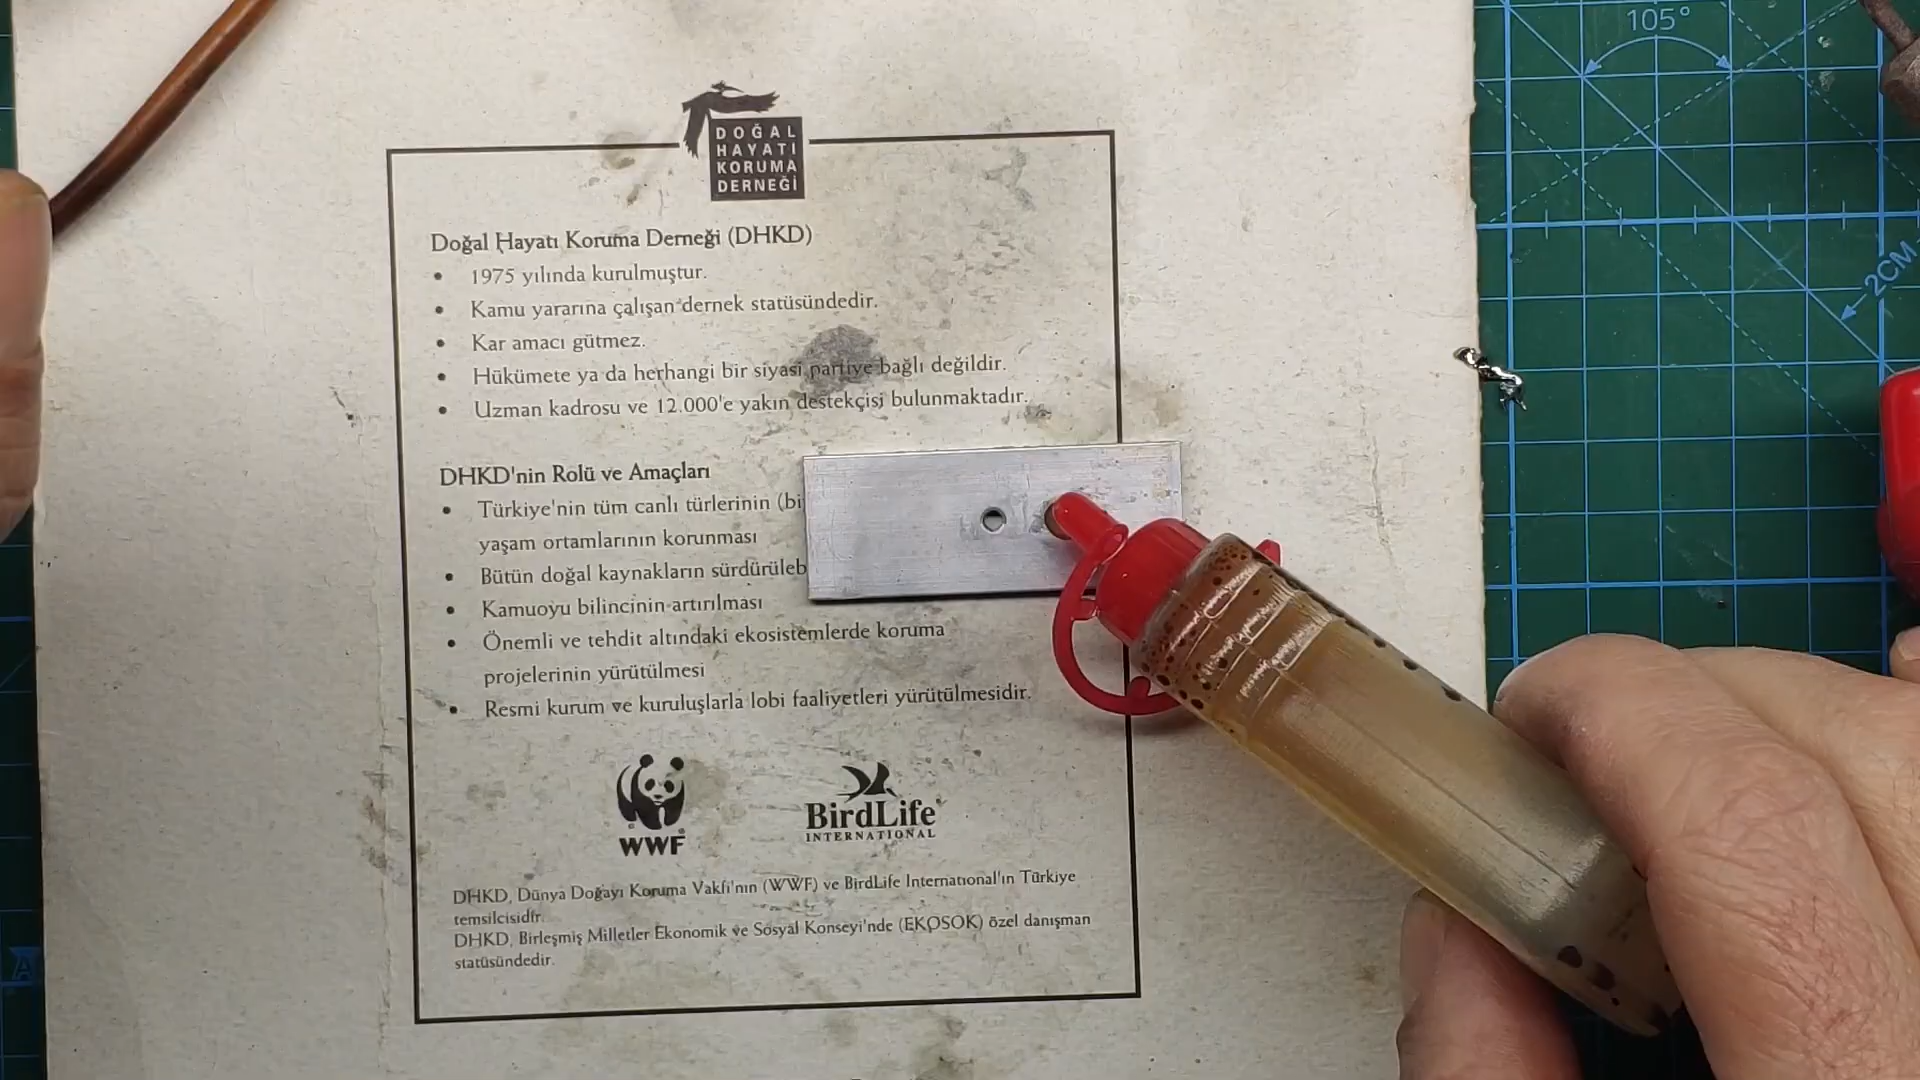 105°
2CM
DOĞAL
HAYATI
KORUMA
DERNEĞİ
Doğal Hayatı Koruma Derneği (DHKD)
• 1975 yılında kurulmuştur.
• Kamu yararına çalışan dernek statüsündedir.
• Kar amacı gütmez.
• Hükümete ya da herhangi bir siyasi partiye bağlı değildir.
• Uzman kadrosu ve 12.000'e yakın destekçisi bulunmaktadır.
DHKD'nin Rolü ve Amaçları
• Türkiye'nin tüm canlı türlerinin (bi
yaşam ortamlarının korunması
• Bütün doğal kaynakların sürdürüleb
• Kamuoyu bilincinin artırılması
• Önemli ve tehdit altındaki ekosistemlerde koruma
projelerinin yürütülmesi
• Resmi kurum ve kuruluşlarla lobi faaliyetleri yürütülmesidir.
WWF
BirdLife
INTERNATIONAL
DHKD, Dünya Doğayı Koruma Vakfı'nın (WWF) ve BirdLife International'ın Türkiye
temsilcisidir.
DHKD, Birleşmiş Milletler Ekonomik ve Sosyal Konseyi'nde (EKOSOK) özel danışman
statüsündedir.
A